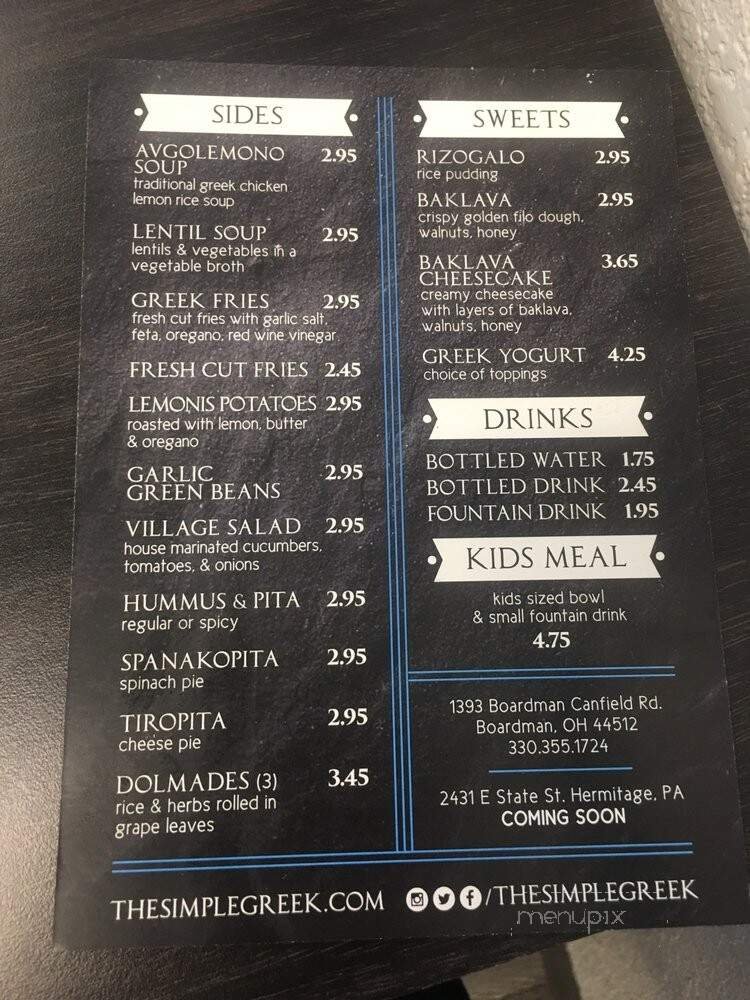 SIDES
AVGOLEMONO SOUP 2.95
traditional greek chicken
lemon rice soup
LENTIL SOUP 2.95
lentils & vegetables in a
vegetable broth
GREEK FRIES 2.95
fresh cut fries with garlic salt,
feta, oregano, red wine vinegar
FRESH CUT FRIES 2.45
LEMONIS POTATOES 2.95
roasted with lemon, butter
& oregano
GARLIC
GREEN BEANS 2.95
VILLAGE SALAD 2.95
house marinated cucumbers,
tomatoes, & onions
HUMMUS & PITA 2.95
regular or spicy
SPANAKOPITA 2.95
spinach pie
TIROPITA 2.95
cheese pie
DOLMADES (3) 3.45
rice & herbs rolled in
grape leaves
SWEETS
RIZOGALO 2.95
rice pudding
BAKLAVA 2.95
crispy golden filo dough,
walnuts, honey
BAKLAVA 3.65
CHEESECAKE
creamy cheesecake
with layers of baklava,
walnuts, honey
GREEK YOGURT 4.25
choice of toppings
DRINKS
BOTTLED WATER 1.75
BOTTLED DRINK 2.45
FOUNTAIN DRINK 1.95
KIDS MEAL
kids sized bowl
& small fountain drink
4.75
1393 Boardman Canfield Rd.
Boardman, OH 44512
330.355.1724
2431 E State St. Hermitage, PA
COMING SOON
THESIMPLEGREEK.COM /THESIMPLEGREEK
menupix